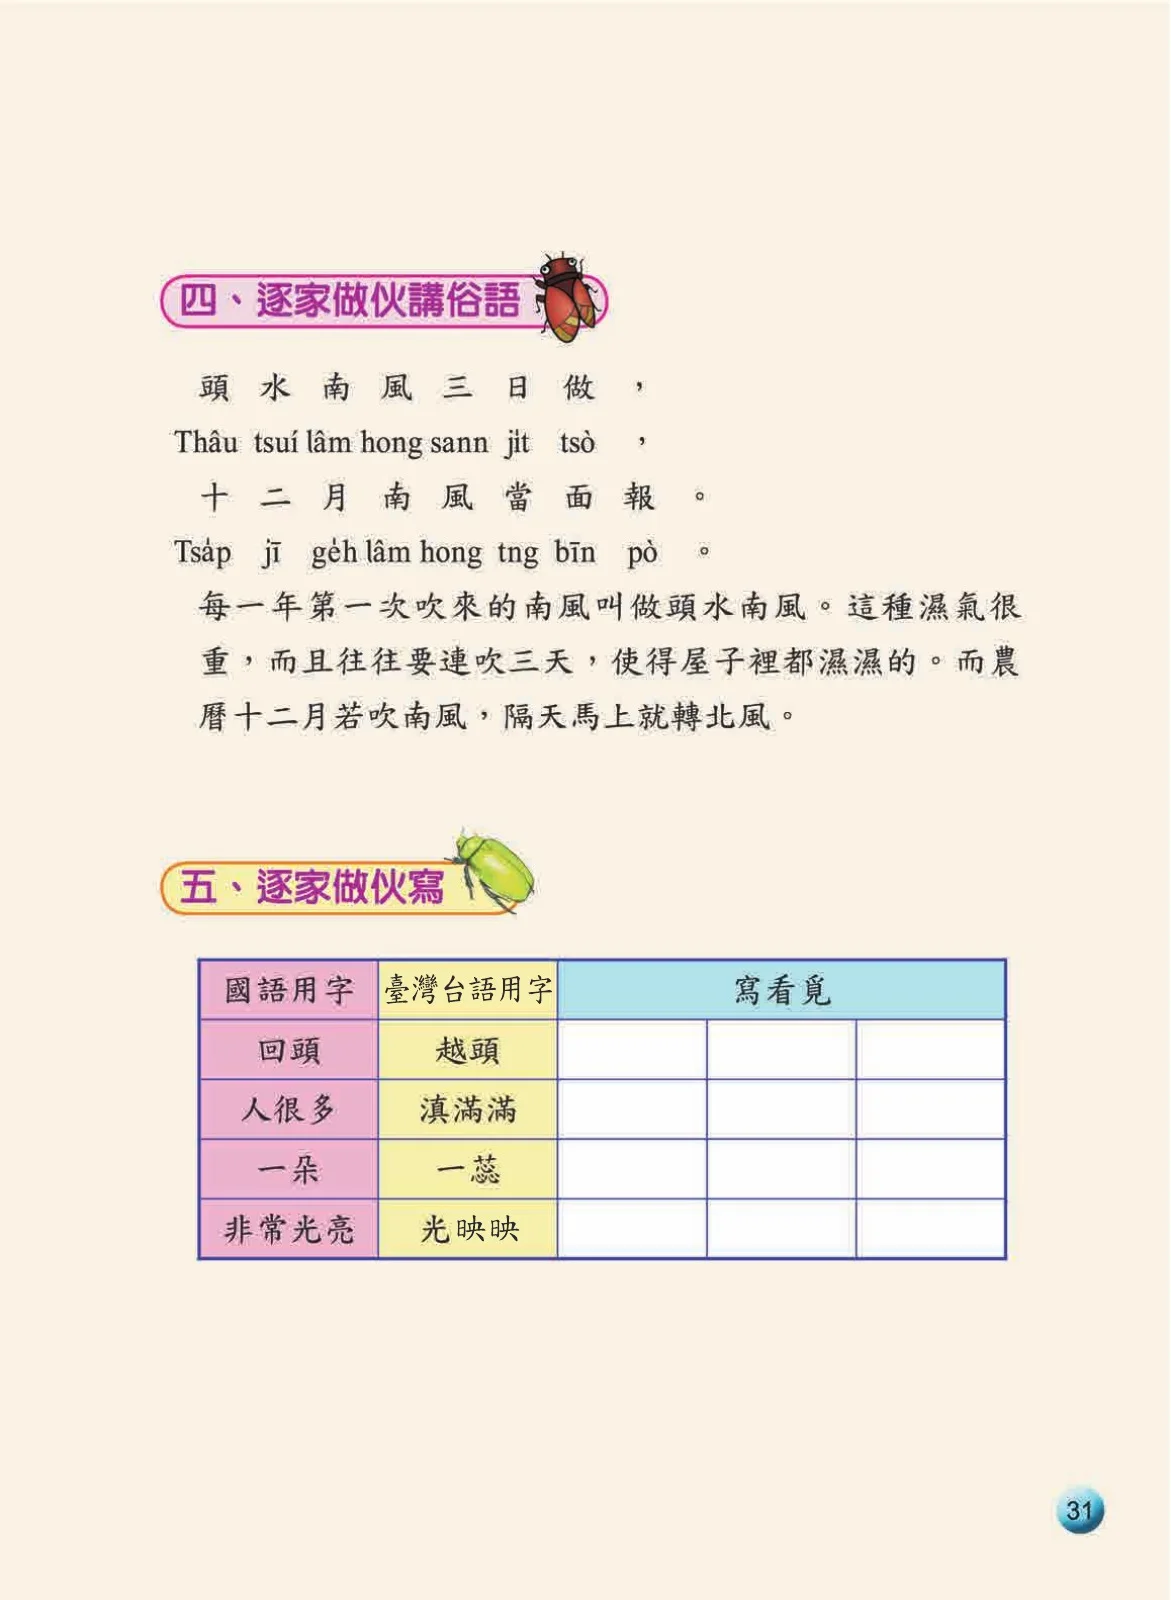 四、逐家做伙講俗語
頭水南風三日做，
Thâu tsuí lâm hong sann ji̍t tsò，
十二月南風當面報。
Tsa̍p jī ge̍h lâm hong tng bīn pò。
每一年第一次吹來的南風叫做頭水南風。這種濕氣很
重，而且往往要連吹三天，使得屋子裡都濕濕的。而農
曆十二月若吹南風，隔天馬上就轉北風。
五、逐家做伙寫
國語用字 臺灣台語用字 寫看覓
回頭 越頭
人很多 滇滿滿
一朵 一蕊
非常光亮 光映映
31